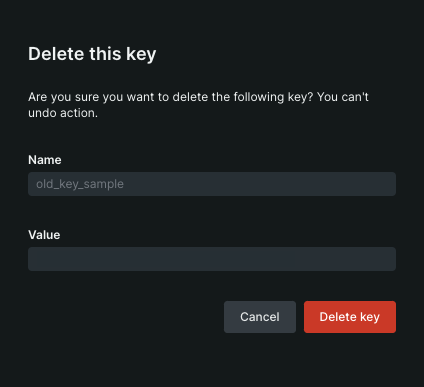 Delete this key
Are you sure you want to delete the following key? You can't
undo action.
Name
old_key_sample
Value
Cancel
Delete key